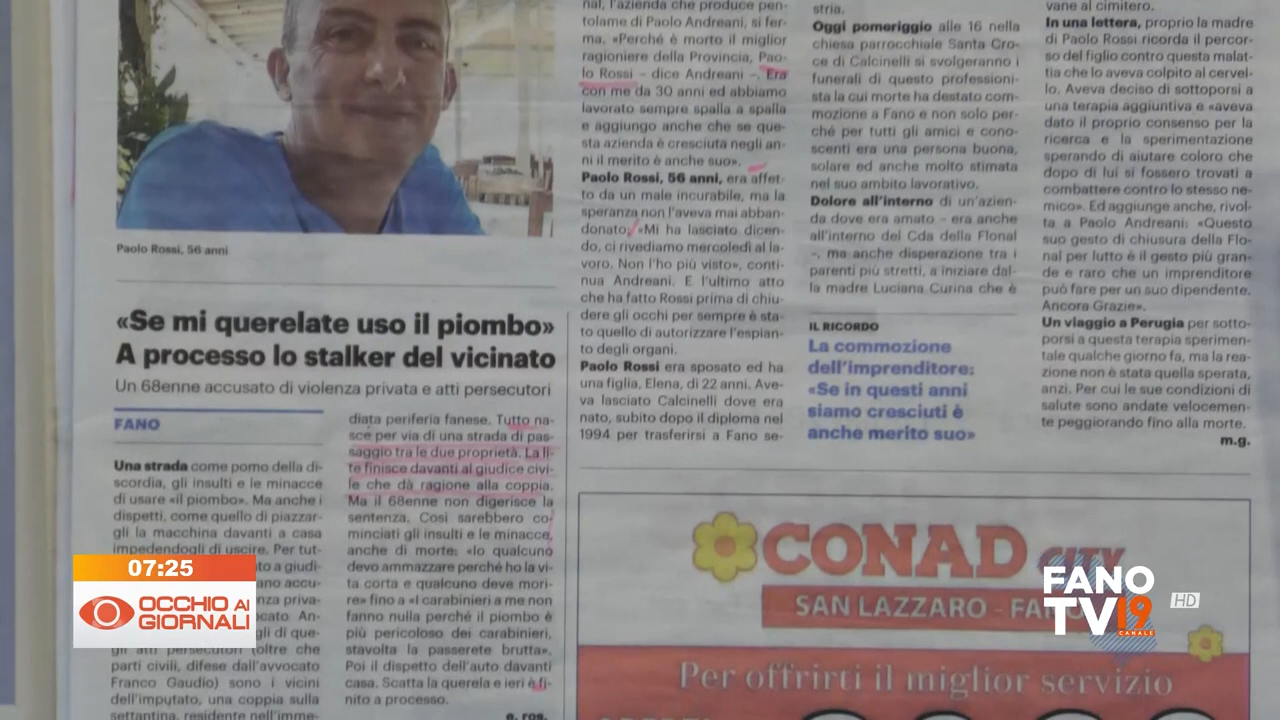 Paolo Rossi, 56 anni
«Se mi querelate uso il piombo»
A processo lo stalker del vicinato
Un 68enne accusato di violenza privata e atti persecutori
FANO
Una strada come pomo della di-
scordia, gli insulti e le minacce
di usare «il piombo». Ma anche i
dispetti, come quello di piazzar-
gli la macchina davanti a casa
impedendogli di uscire. Per tut-
to a giudi-
ano accu-
nza priva-
cato An-
gli di que-
gli atti persecutori (oltre che
parti civili, difese dall'avvocato
Franco Gaudio) sono i vicini
dell'imputato, una coppia sulla
settantina, residente nell'imme-
diata periferia fanese. Tutto na-
sce per via di una strada di pas-
saggio tra le due proprietà. La li-
te finisce davanti al giudice civi-
le che dà ragione alla coppia.
Ma il 68enne non digerisce la
sentenza. Così sarebbero co-
minciati gli insulti e le minacce,
anche di morte: «Io qualcuno
devo ammazzare perché ho la vi-
ta corta e qualcuno deve mori-
re» fino a «I carabinieri a me non
fanno nulla perché il piombo è
più pericoloso dei carabinieri,
stavolta la passerete brutta».
Poi il dispetto dell'auto davanti
casa. Scatta la querela e ieri è fi-
nito a processo.
e. ros.
nal, l'azienda che produce pen-
tolame di Paolo Andreani, si fer-
ma. «Perché è morto il miglior
ragioniere della Provincia, Pao-
lo Rossi – dice Andreani –. Era
con me da 30 anni ed abbiamo
lavorato sempre spalla a spalla
e aggiungo anche che se que-
sta azienda è cresciuta negli an-
ni il merito è anche suo».
Paolo Rossi, 56 anni, era affet-
to da un male incurabile, ma la
speranza non l'aveva mai abban-
donato: «Mi ha lasciato dicen-
do, ci rivediamo mercoledì al la-
voro. Non l'ho più visto», conti-
nua Andreani. E l'ultimo atto
che ha fatto Rossi prima di chiu-
dere gli occhi per sempre è sta-
to quello di autorizzare l'espian-
to degli organi.
Paolo Rossi era sposato ed ha
una figlia, Elena, di 22 anni. Ave-
va lasciato Calcinelli dove era
nato, subito dopo il diploma nel
1994 per trasferirsi a Fano se-
stria.
Oggi pomeriggio alle 16 nella
chiesa parrocchiale Santa Cro-
ce di Calcinelli si svolgeranno i
funerali di questo professioni-
sta la cui morte ha destato com-
mozione a Fano e non solo per-
ché per tutti gli amici e cono-
scenti era una persona buona,
solare ed anche molto stimata
nel suo ambito lavorativo.
Dolore all'interno di un'azien-
da dove era amato – era anche
all'interno del Cda della Flonal
–, ma anche disperazione tra i
parenti più stretti, a iniziare dal-
la madre Luciana Curina che è
IL RICORDO
La commozione
dell'imprenditore:
«Se in questi anni
siamo cresciuti è
anche merito suo»
vane al cimitero.
In una lettera, proprio la madre
di Paolo Rossi ricorda il percor-
so del figlio contro questa malat-
tia che lo aveva colpito al cervel-
lo. Aveva deciso di sottoporsi a
una terapia aggiuntiva e «aveva
dato il proprio consenso per la
ricerca e la sperimentazione
sperando di aiutare coloro che
dopo di lui si fossero trovati a
combattere contro lo stesso ne-
mico». Ed aggiunge anche, rivol-
ta a Paolo Andreani: «Questo
suo gesto di chiusura della Flo-
nal per lutto è il gesto più gran-
de e raro che un imprenditore
può fare per un suo dipendente.
Ancora Grazie».
Un viaggio a Perugia per sotto-
porsi a questa terapia sperimen-
tale qualche giorno fa, ma la rea-
zione non è stata quella sperata,
anzi. Per cui le sue condizioni di
salute sono andate velocemen-
te peggiorando fino alla morte.
m.g.
CONAD CITY
SAN LAZZARO - FANO
Per offrirti il miglior servizio
07:25
OCCHIO AI
GIORNALI
FANO
TV 19
CANALE
HD